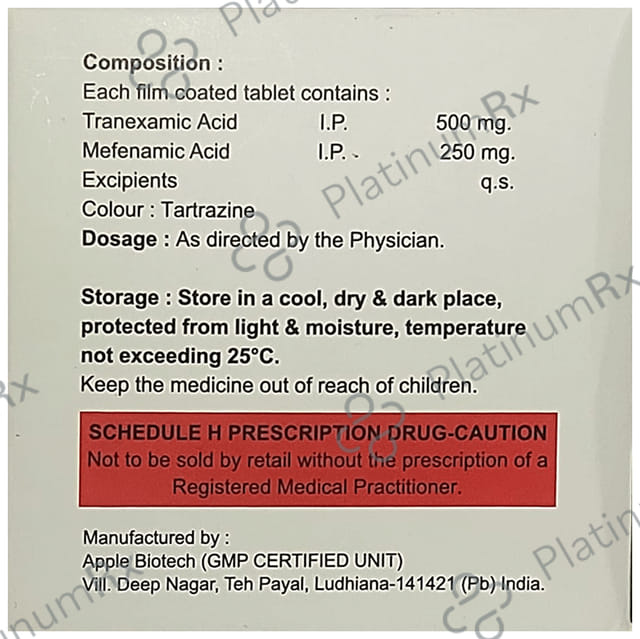 Composition :
Each film coated tablet contains :
Tranexamic Acid I.P. 500 mg.
Mefenamic Acid I.P. 250 mg.
Excipients q.s.
Colour : Tartrazine
Dosage : As directed by the Physician.
Storage : Store in a cool, dry & dark place,
protected from light & moisture, temperature
not exceeding 25°C.
Keep the medicine out of reach of children.
SCHEDULE H PRESCRIPTION DRUG-CAUTION
Not to be sold by retail without the prescription of a
Registered Medical Practitioner.
Manufactured by :
Apple Biotech (GMP CERTIFIED UNIT)
Vill. Deep Nagar, Teh Payal, Ludhiana-141421 (Pb) India.
PlatinumRx
PlatinumRx